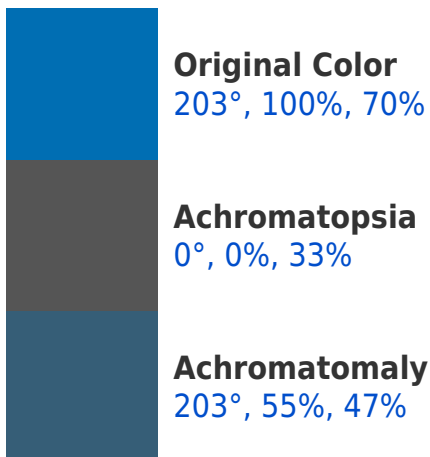 Original Color
203°, 100%, 70%
Achromatopsia
0°, 0%, 33%
Achromatomaly
203°, 55%, 47%